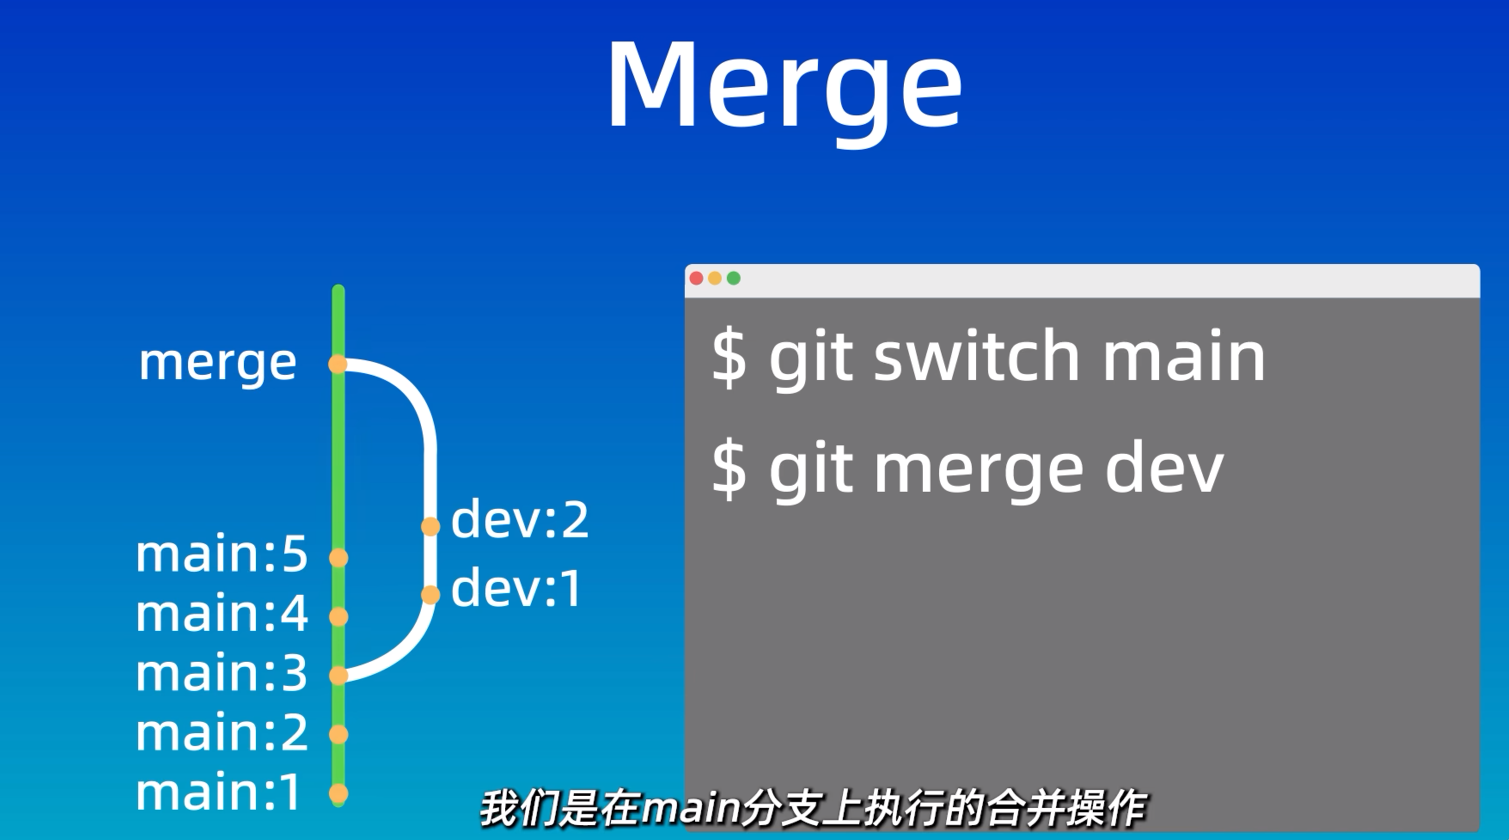 Merge
merge
dev:2
main:5
dev:1
main:4
main:3
main:2
main:1
$ git switch main
$ git merge dev
我们是在main分支上执行的合并操作